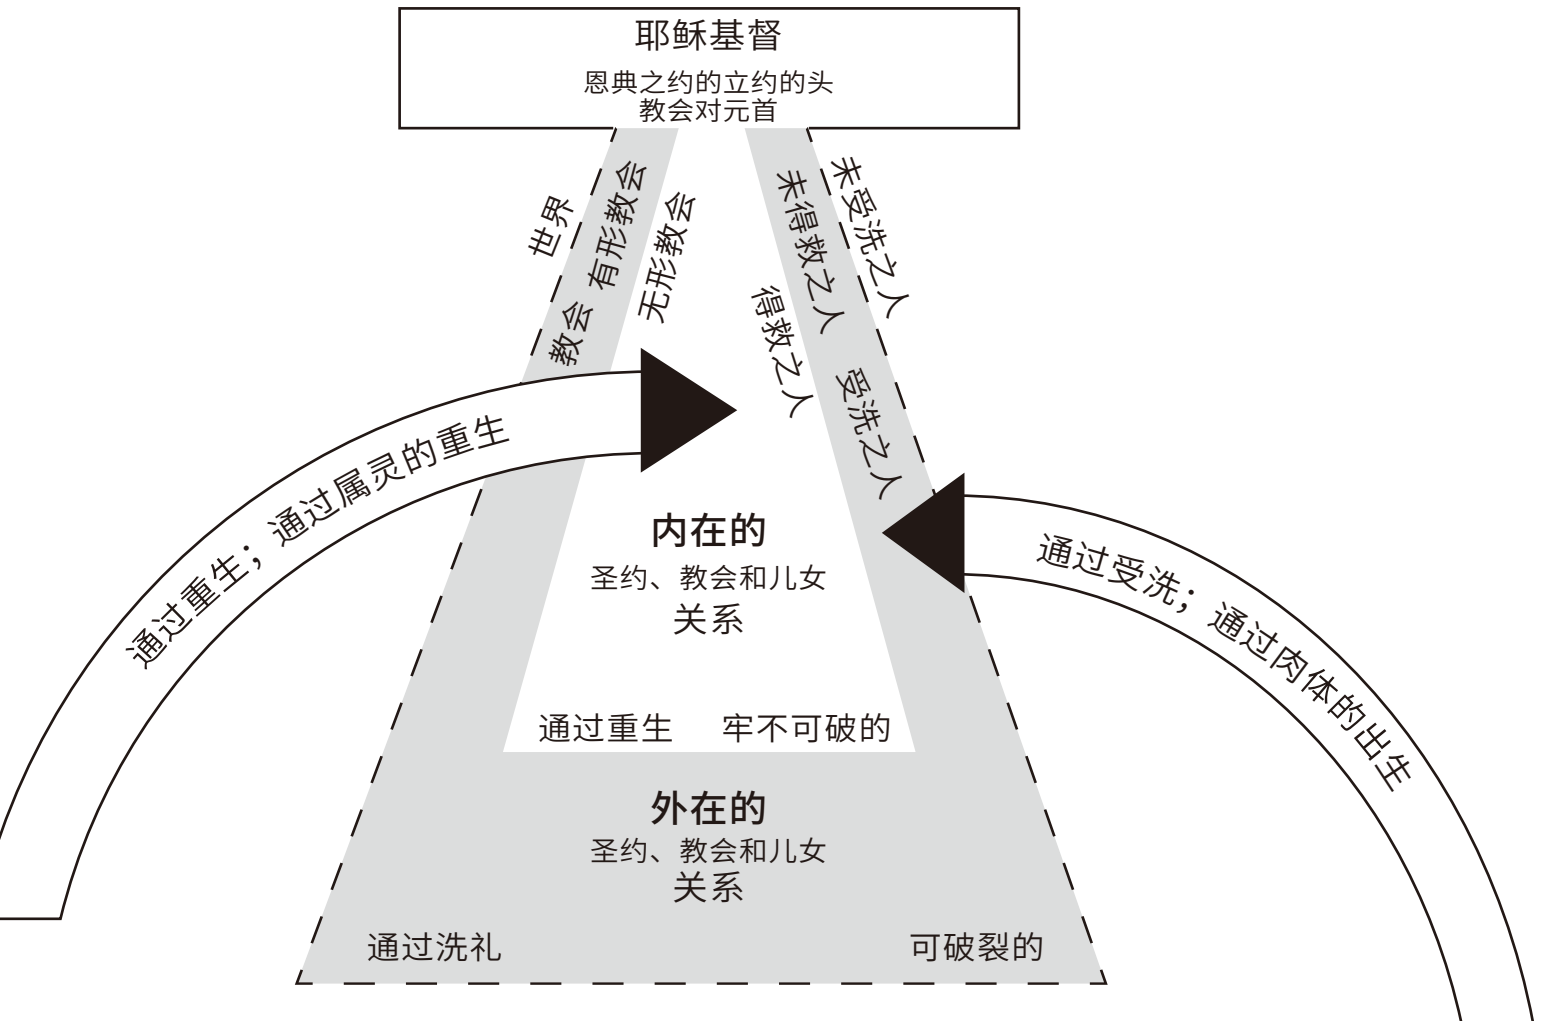 耶稣基督
恩典之约的立约的头
教会对元首
世界
教会 有形教会
无形教会
未得救之人
未受洗之人
得救之人
受洗之人
通过重生；通过属灵的重生
通过受洗；通过肉体的出生
内在的
圣约、教会和儿女
关系
通过重生 牢不可破的
外在的
圣约、教会和儿女
关系
通过洗礼 可破裂的